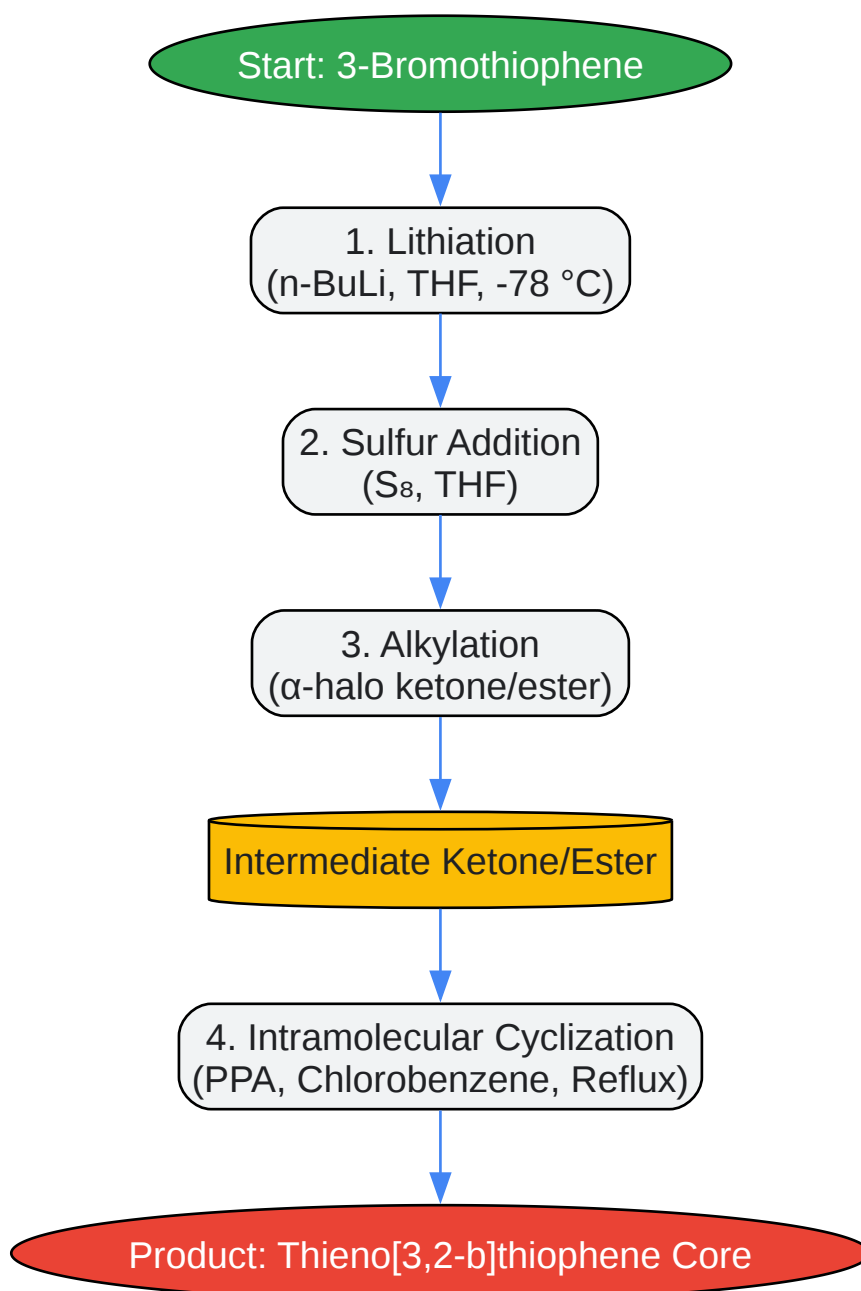 Start: 3-Bromothiophene
1. Lithiation
(n-BuLi, THF, -78 °C)
2. Sulfur Addition
(S₈, THF)
3. Alkylation
(α-halo ketone/ester)
Intermediate Ketone/Ester
4. Intramolecular Cyclization
(PPA, Chlorobenzene, Reflux)
Product: Thieno[3,2-b]thiophene Core